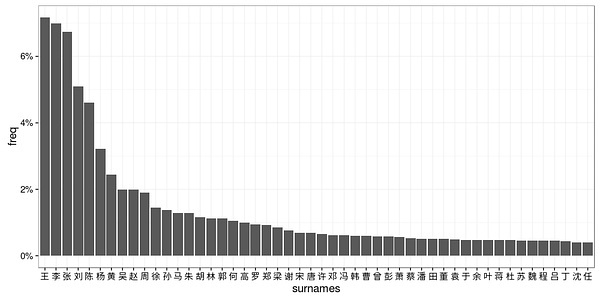 freq
6%
4%
2%
0%
王 李 张 刘 陈 杨 黄 吴 赵 周 徐 孙 马 朱 胡 林 郭 何 高 罗 郑 梁 谢 宋 唐 许 邓 冯 韩 曹 曾 彭 萧 蔡 潘 田 董 袁 于 余 叶 蒋 杜 苏 魏 程 吕 丁 沈 任
surnames